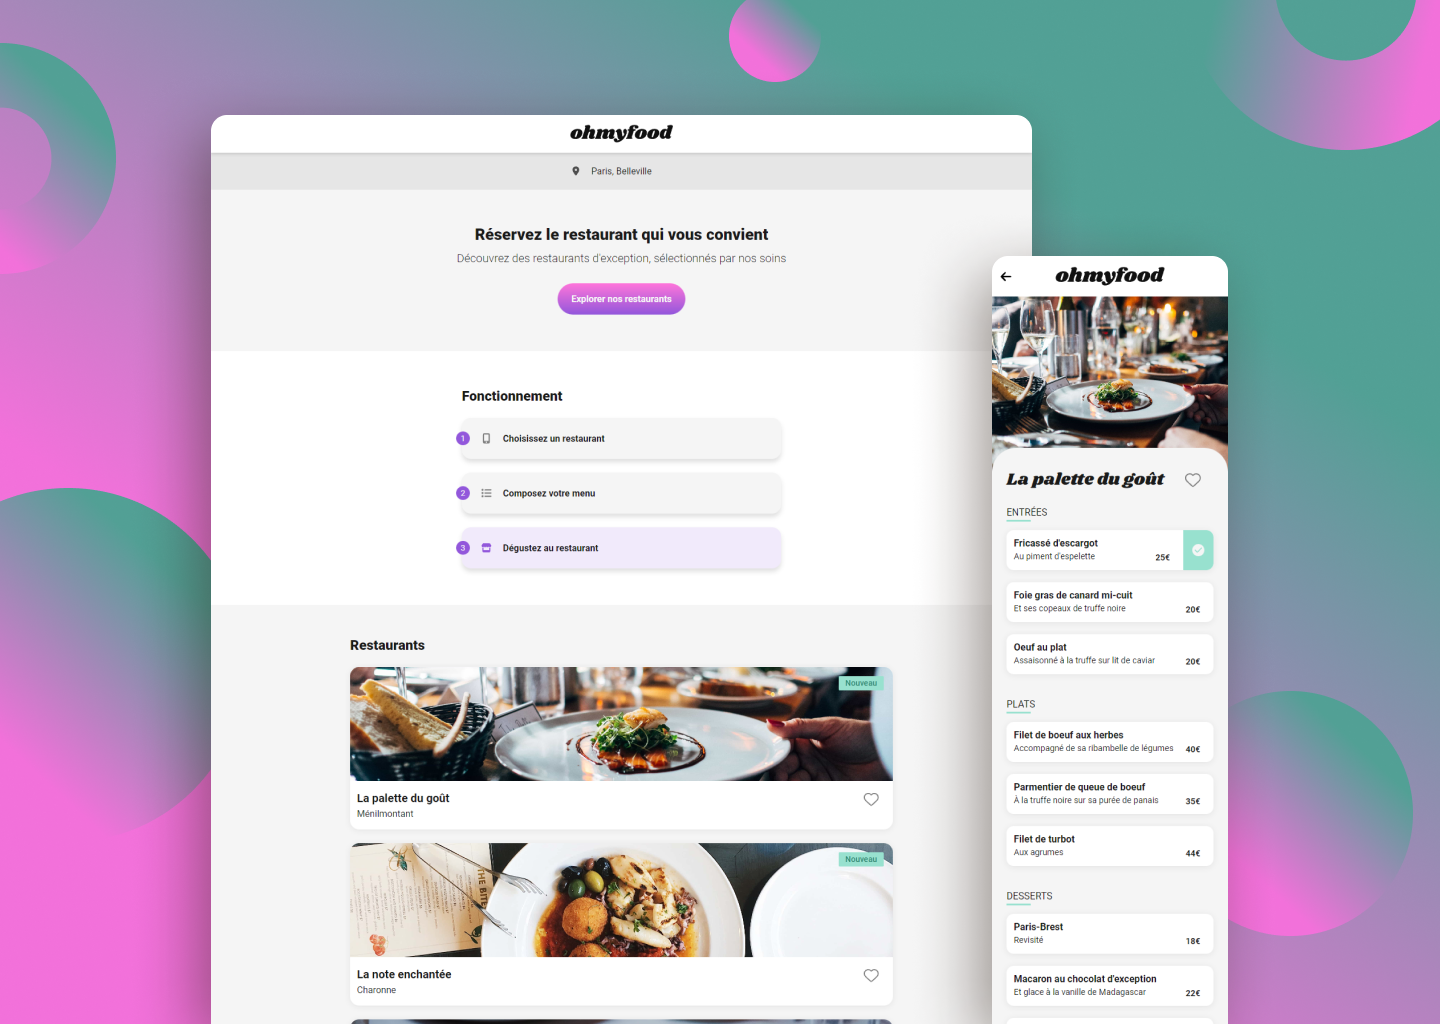 ohmyfood
Paris, Belleville
Réservez le restaurant qui vous convient
Découvrez des restaurants d'exception, sélectionnés par nos soins
Explorer nos restaurants
Fonctionnement
1 Choisissez un restaurant
2 Composez votre menu
3 Dégustez au restaurant
Restaurants
Nouveau
La palette du goût
Ménilmontant
Nouveau
THE BITE
La note enchantée
Charonne
ohmyfood
La palette du goût
ENTRÉES
Fricassé d'escargot
Au piment d'espelette 25€
Foie gras de canard mi-cuit
Et ses copeaux de truffe noire 20€
Oeuf au plat
Assaisonné à la truffe sur lit de caviar 20€
PLATS
Filet de boeuf aux herbes
Accompagné de sa ribambelle de légumes 40€
Parmentier de queue de boeuf
À la truffe noire sur sa purée de panais 35€
Filet de turbot
Aux agrumes 44€
DESSERTS
Paris-Brest
Revisité 18€
Macaron au chocolat d'exception
Et glace à la vanille de Madagascar 22€